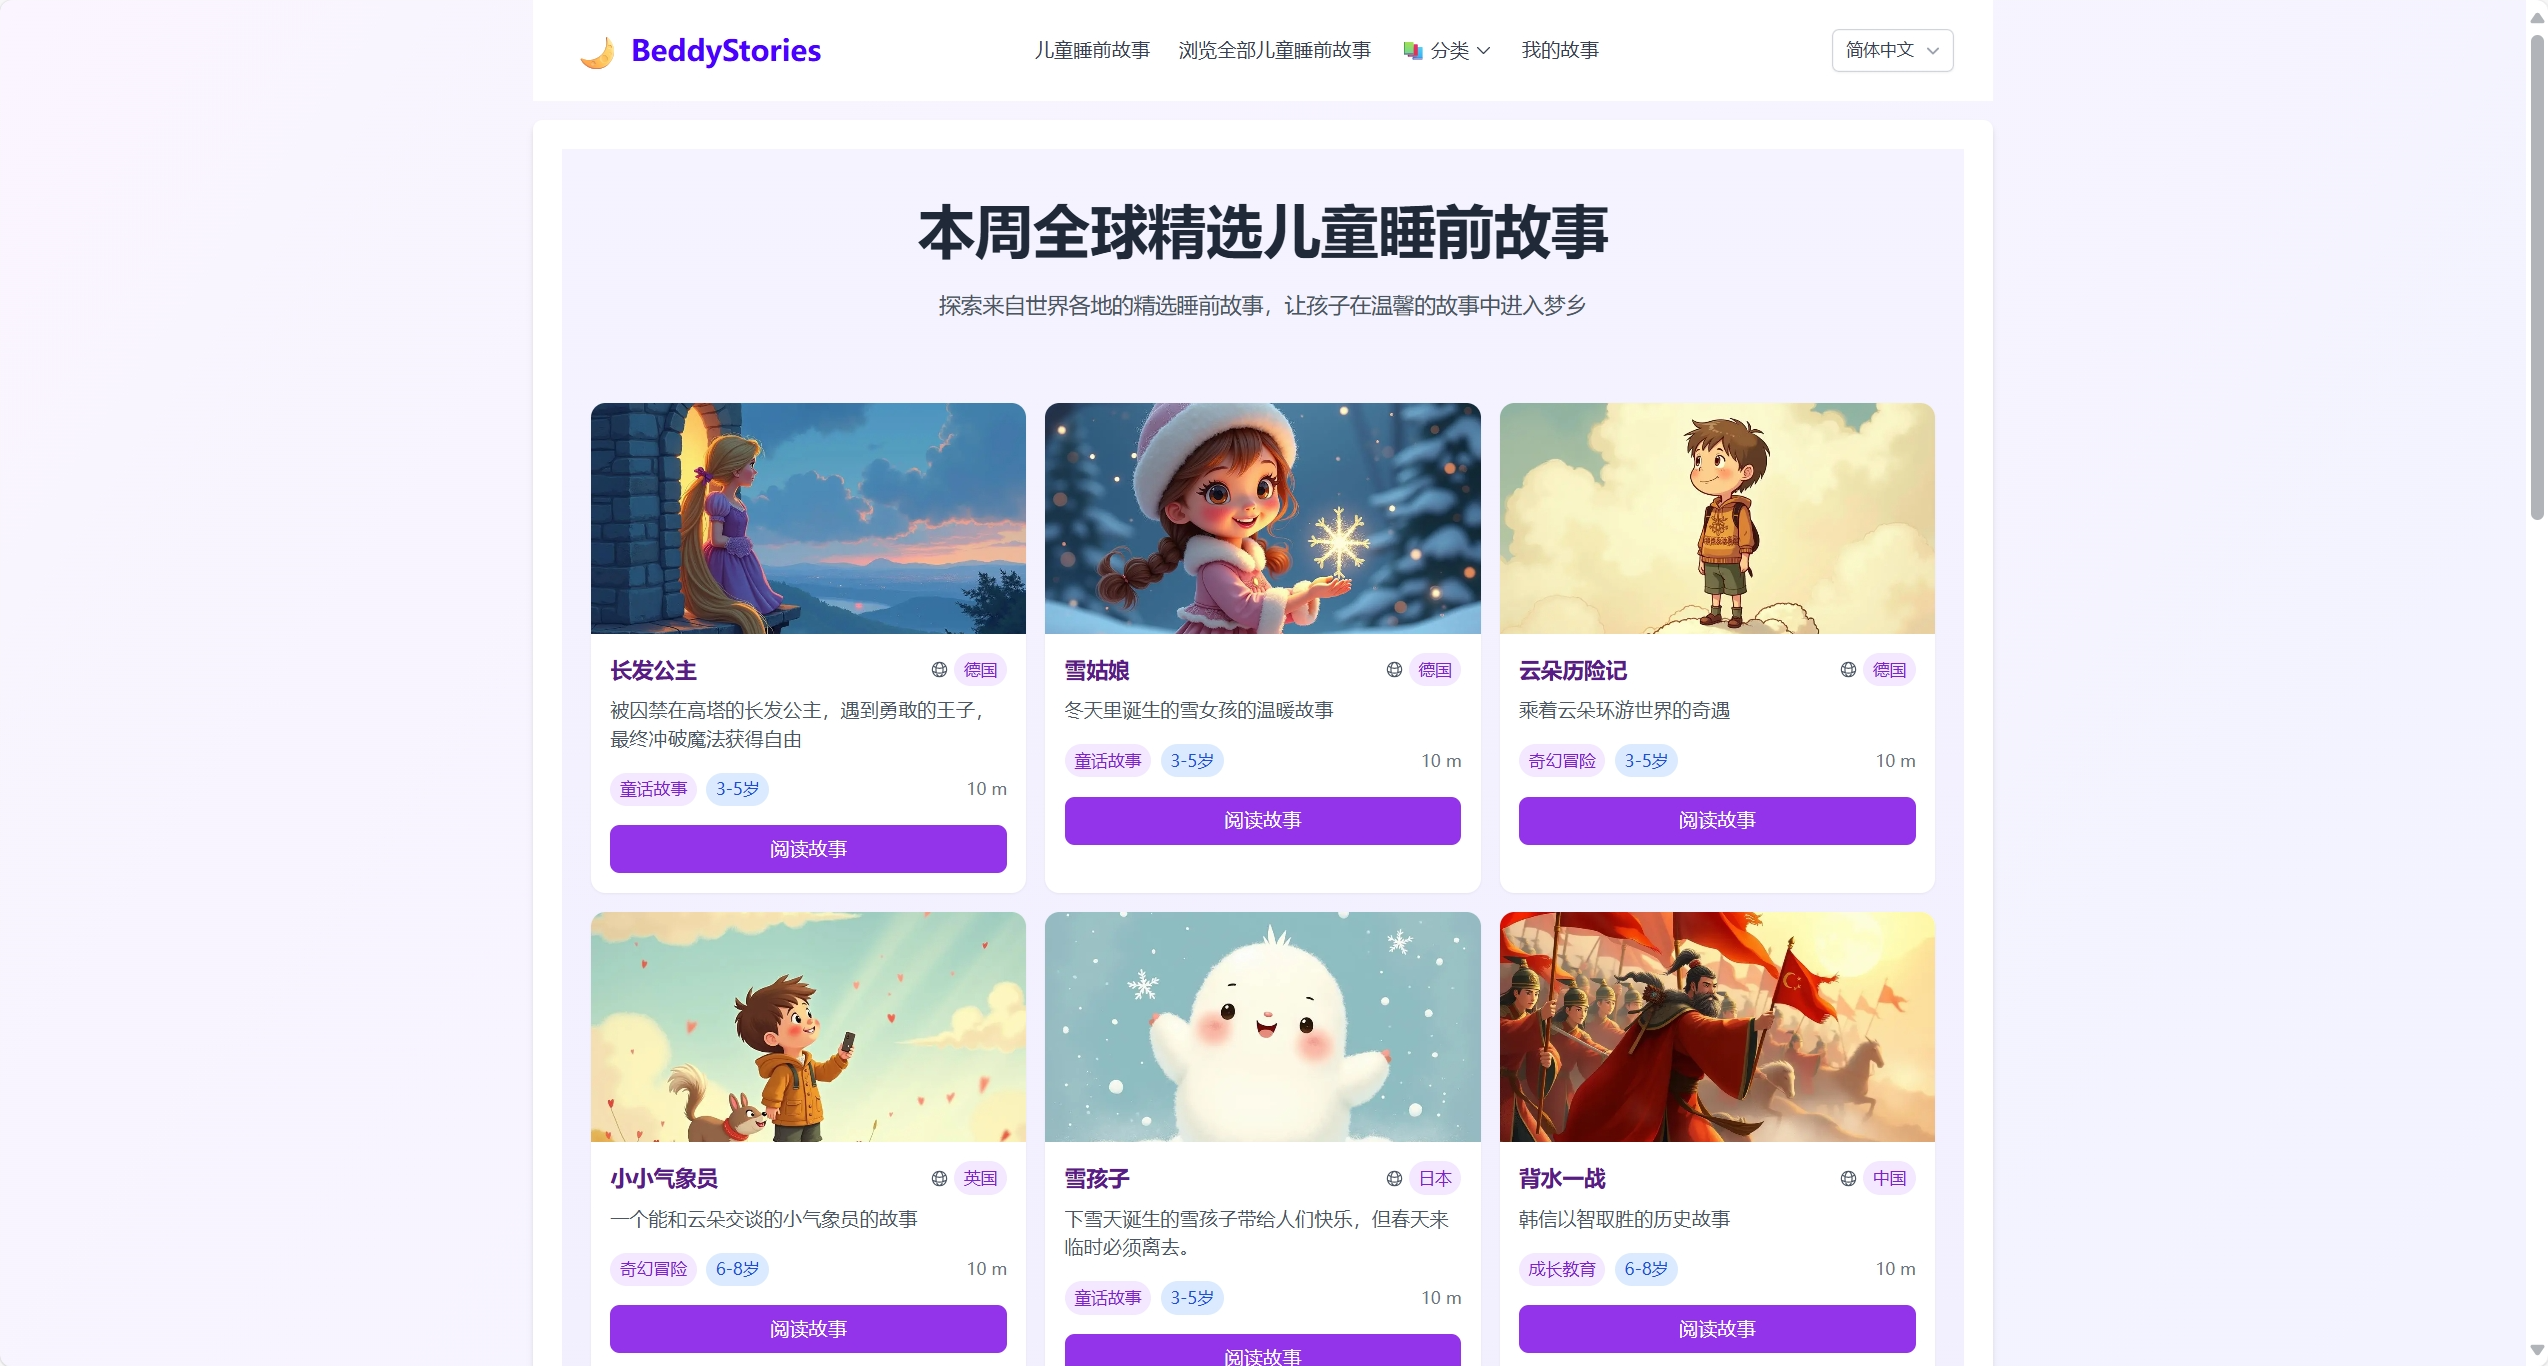 BeddyStories
儿童睡前故事
浏览全部儿童睡前故事
分类
我的故事
简体中文
本周全球精选儿童睡前故事
探索来自世界各地的精选睡前故事，让孩子在温馨的故事中进入梦乡
长发公主
德国
被囚禁在高塔的长发公主，遇到勇敢的王子，
最终冲破魔法获得自由
童话故事
3-5岁
10 m
阅读故事
雪姑娘
德国
冬天里诞生的雪女孩的温暖故事
童话故事
3-5岁
10 m
阅读故事
云朵历险记
德国
乘着云朵环游世界的奇遇
奇幻冒险
3-5岁
10 m
阅读故事
小小气象员
英国
一个能和云朵交谈的小气象员的故事
奇幻冒险
6-8岁
10 m
阅读故事
雪孩子
日本
下雪天诞生的雪孩子带给人们快乐，但春天来
临时必须离去。
童话故事
3-5岁
10 m
阅读故事
背水一战
中国
韩信以智取胜的历史故事
成长教育
6-8岁
10 m
阅读故事